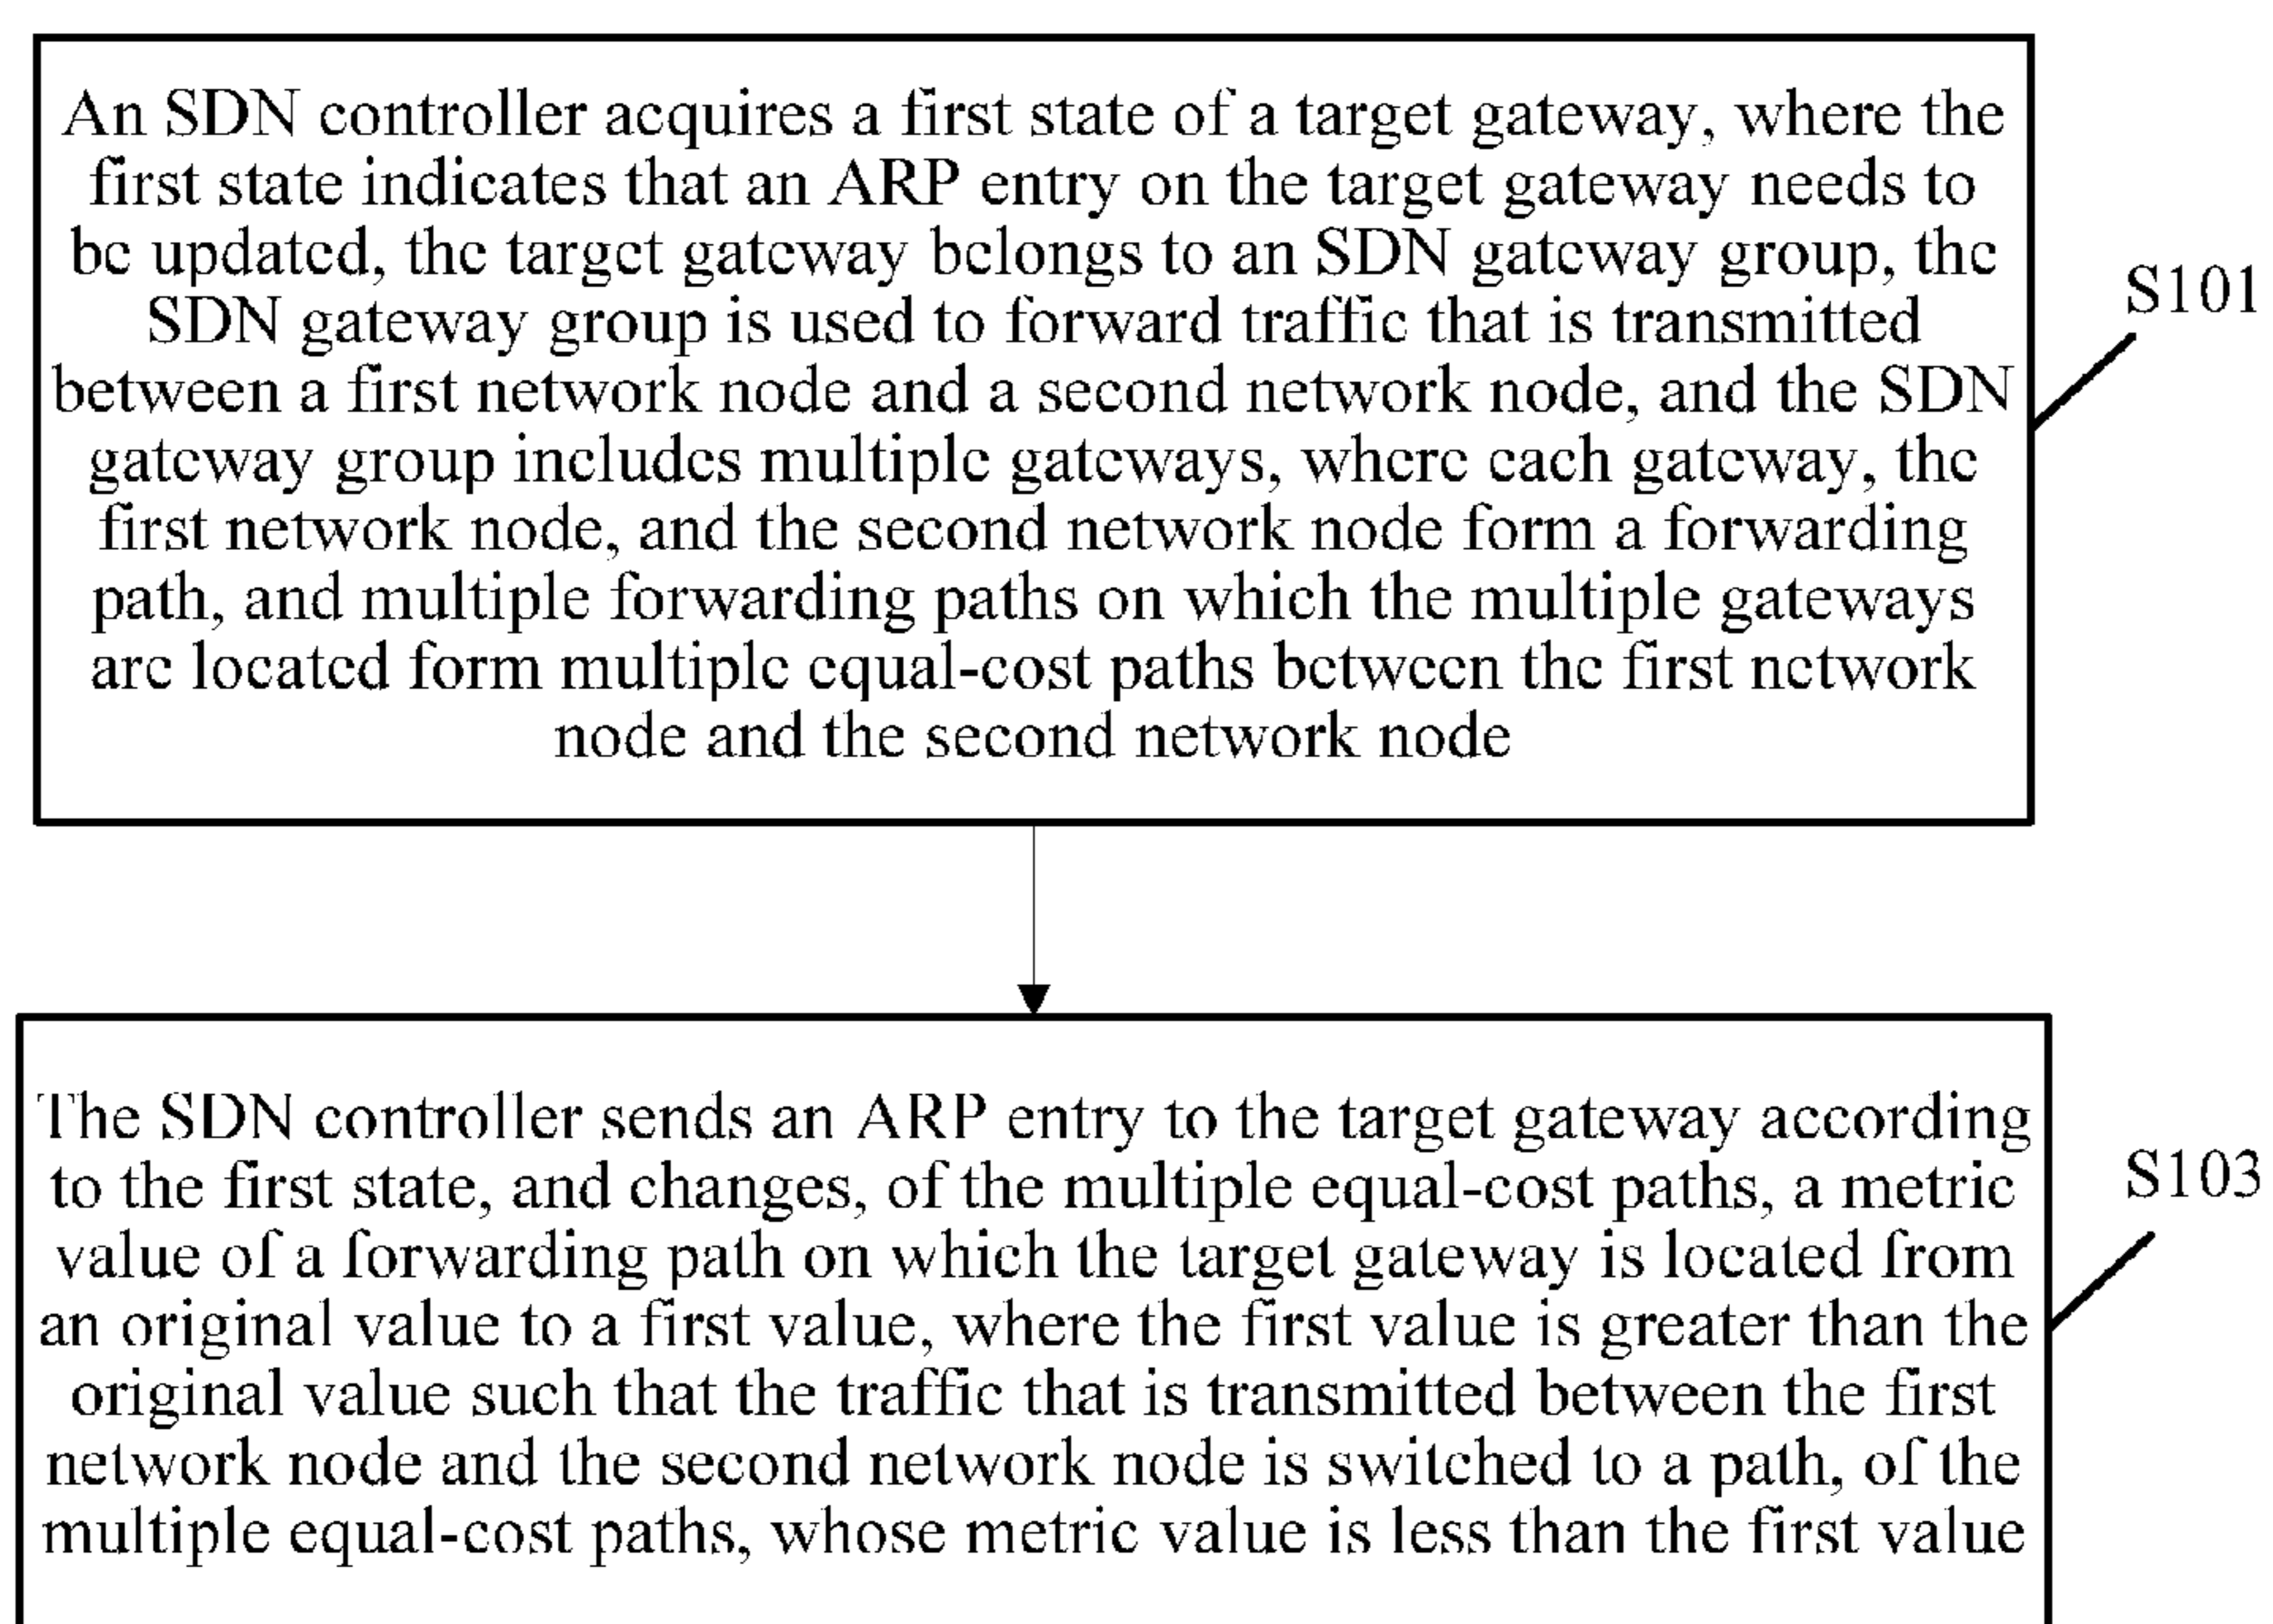 An SDN controller acquires a first state of a target gateway, where the
first state indicates that an ARP entry on the target gateway needs to
be updated, the target gateway belongs to an SDN gateway group, the
SDN gateway group is used to forward traffic that is transmitted
between a first network node and a second network node, and the SDN
gateway group includes multiple gateways, where each gateway, the
first network node, and the second network node form a forwarding
path, and multiple forwarding paths on which the multiple gateways
are located form multiple equal-cost paths between the first network
node and the second network node
S101
The SDN controller sends an ARP entry to the target gateway according
to the first state, and changes, of the multiple equal-cost paths, a metric
value of a forwarding path on which the target gateway is located from
an original value to a first value, where the first value is greater than the
original value such that the traffic that is transmitted between the first
network node and the second network node is switched to a path, of the
multiple equal-cost paths, whose metric value is less than the first value
S103